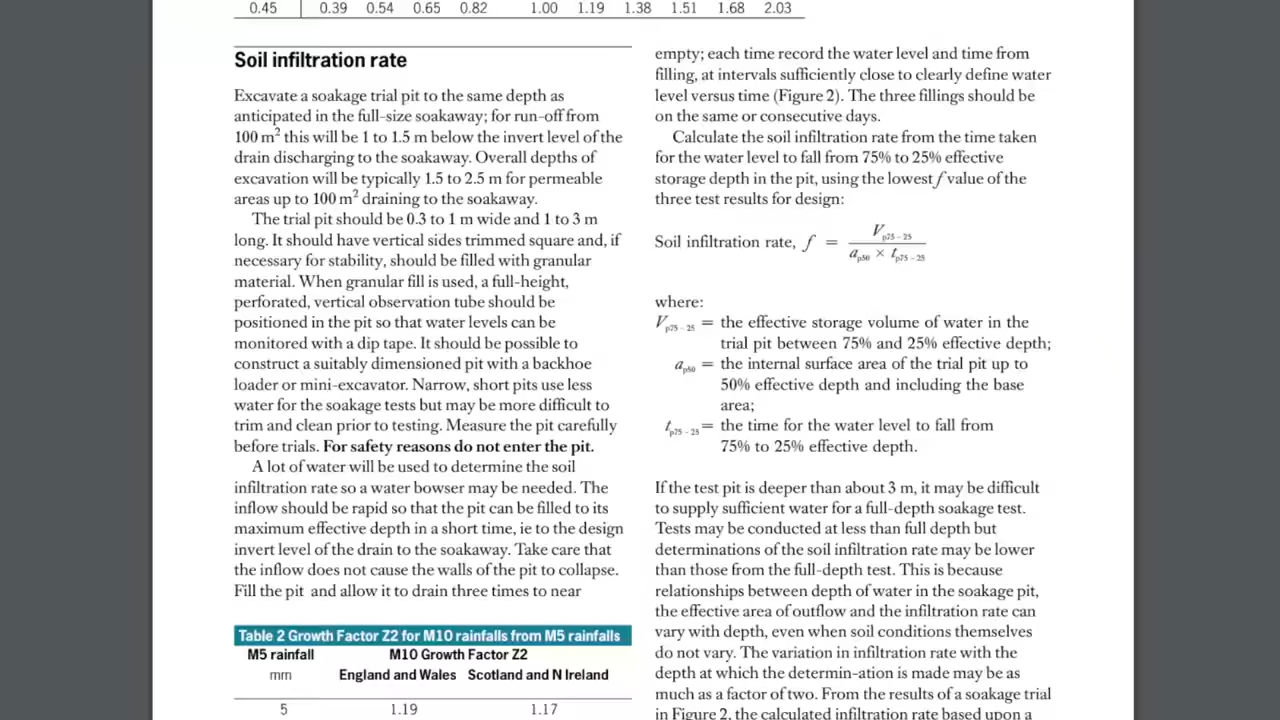 0.45 0.39 0.54 0.65 0.82 1.00 1.19 1.38 1.51 1.68 2.03
Soil infiltration rate
Excavate a soakage trial pit to the same depth as
anticipated in the full-size soakaway; for run-off from
100 m² this will be 1 to 1.5 m below the invert level of the
drain discharging to the soakaway. Overall depths of
excavation will be typically 1.5 to 2.5 m for permeable
areas up to 100 m² draining to the soakaway.
The trial pit should be 0.3 to 1 m wide and 1 to 3 m
long. It should have vertical sides trimmed square and, if
necessary for stability, should be filled with granular
material. When granular fill is used, a full-height,
perforated, vertical observation tube should be
positioned in the pit so that water levels can be
monitored with a dip tape. It should be possible to
construct a suitably dimensioned pit with a backhoe
loader or mini-excavator. Narrow, short pits use less
water for the soakage tests but may be more difficult to
trim and clean prior to testing. Measure the pit carefully
before trials. For safety reasons do not enter the pit.
A lot of water will be used to determine the soil
infiltration rate so a water bowser may be needed. The
inflow should be rapid so that the pit can be filled to its
maximum effective depth in a short time, ie to the design
invert level of the drain to the soakaway. Take care that
the inflow does not cause the walls of the pit to collapse.
Fill the pit and allow it to drain three times to near
Table 2 Growth Factor Z2 for M10 rainfalls from M5 rainfalls
M5 rainfall M10 Growth Factor Z2
mm England and Wales Scotland and N Ireland
5 1.19 1.17
empty; each time record the water level and time from
filling, at intervals sufficiently close to clearly define water
level versus time (Figure 2). The three fillings should be
on the same or consecutive days.
Calculate the soil infiltration rate from the time taken
for the water level to fall from 75% to 25% effective
storage depth in the pit, using the lowest f value of the
three test results for design:
Soil infiltration rate, f = Vp75 – 25
ap50 × tp75 – 25
where:
Vp75 – 25 = the effective storage volume of water in the
trial pit between 75% and 25% effective depth;
ap50 = the internal surface area of the trial pit up to
50% effective depth and including the base
area;
tp75 – 25 = the time for the water level to fall from
75% to 25% effective depth.
If the test pit is deeper than about 3 m, it may be difficult
to supply sufficient water for a full-depth soakage test.
Tests may be conducted at less than full depth but
determinations of the soil infiltration rate may be lower
than those from the full-depth test. This is because
relationships between depth of water in the soakage pit,
the effective area of outflow and the infiltration rate can
vary with depth, even when soil conditions themselves
do not vary. The variation in infiltration rate with the
depth at which the determin-ation is made may be as
much as a factor of two. From the results of a soakage trial
in Figure 2, the calculated infiltration rate based upon a